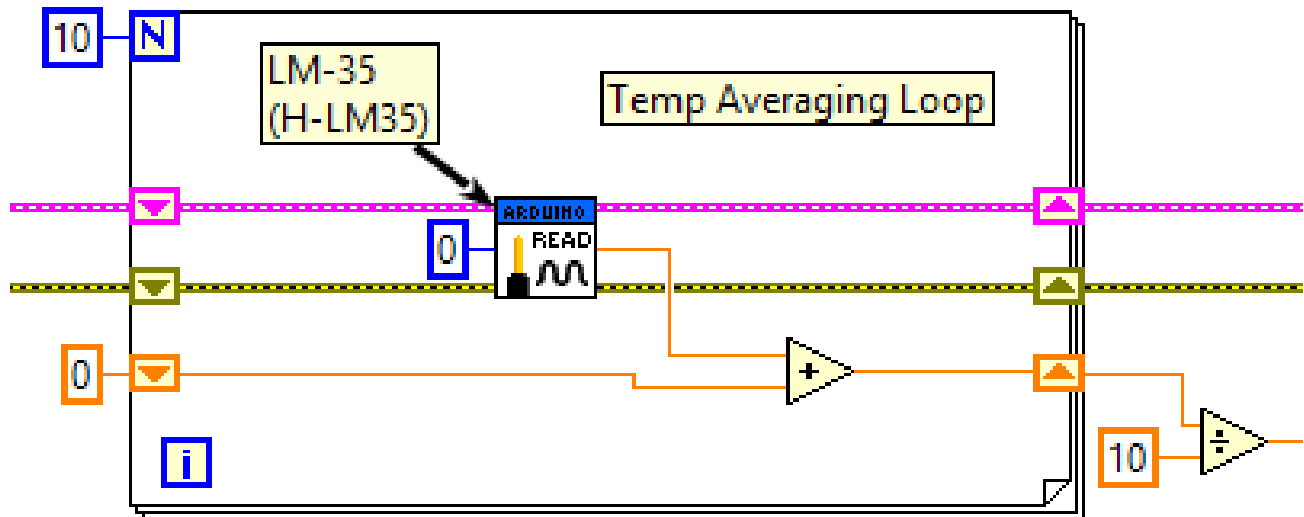 10
N
LM-35
(H-LM35)
Temp Averaging Loop
ARDUINO
READ
0
+
0
i
10
÷